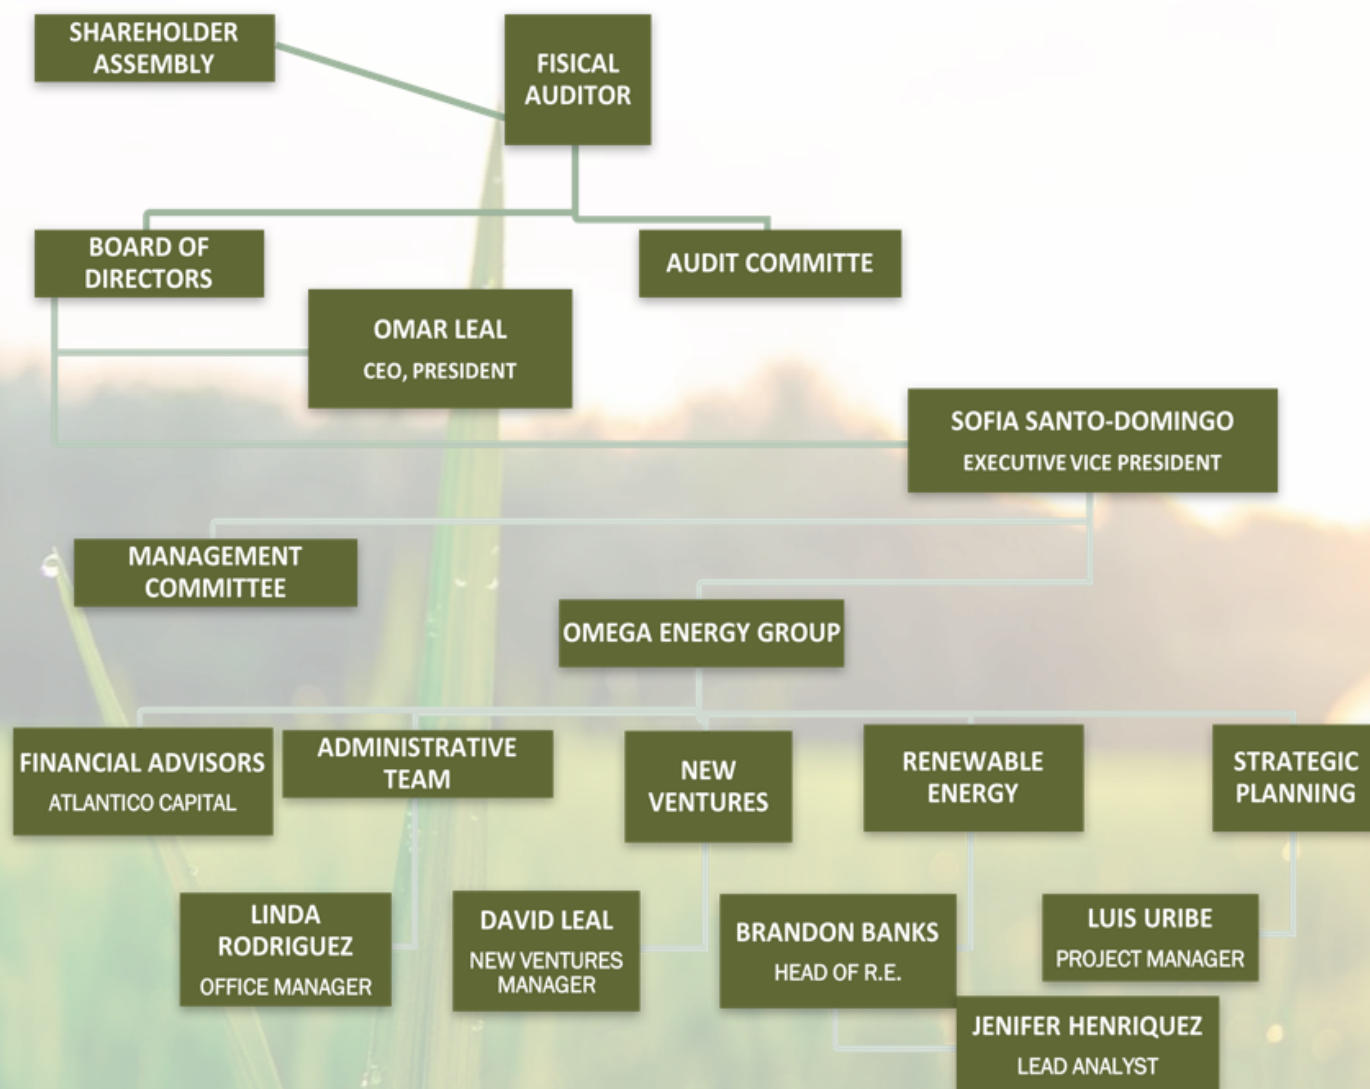 SHAREHOLDER
ASSEMBLY
FISICAL
AUDITOR
BOARD OF
DIRECTORS
AUDIT COMMITTE
OMAR LEAL
CEO, PRESIDENT
SOFIA SANTO-DOMINGO
EXECUTIVE VICE PRESIDENT
MANAGEMENT
COMMITTEE
OMEGA ENERGY GROUP
FINANCIAL ADVISORS
ATLANTICO CAPITAL
ADMINISTRATIVE
TEAM
NEW
VENTURES
RENEWABLE
ENERGY
STRATEGIC
PLANNING
LINDA
RODRIGUEZ
OFFICE MANAGER
DAVID LEAL
NEW VENTURES
MANAGER
BRANDON BANKS
HEAD OF R.E.
LUIS URIBE
PROJECT MANAGER
JENIFER HENRIQUEZ
LEAD ANALYST